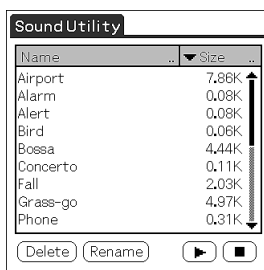 Sound Utility
Name .. Size ..
Airport 7.86K
Alarm 0.08K
Alert 0.08K
Bird 0.06K
Bossa 4.44K
Concerto 0.11K
Fall 2.03K
Grass-go 4.97K
Phone 0.31K
Delete Rename